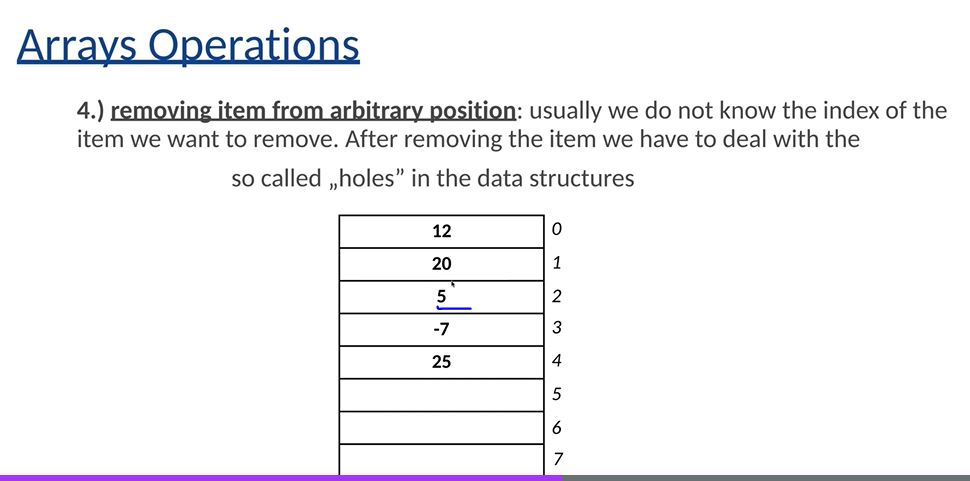 Arrays Operations
4.) removing item from arbitrary position: usually we do not know the index of the
item we want to remove. After removing the item we have to deal with the
so called „holes” in the data structures
12 0
20 1
5 2
-7 3
25 4
5
6
7